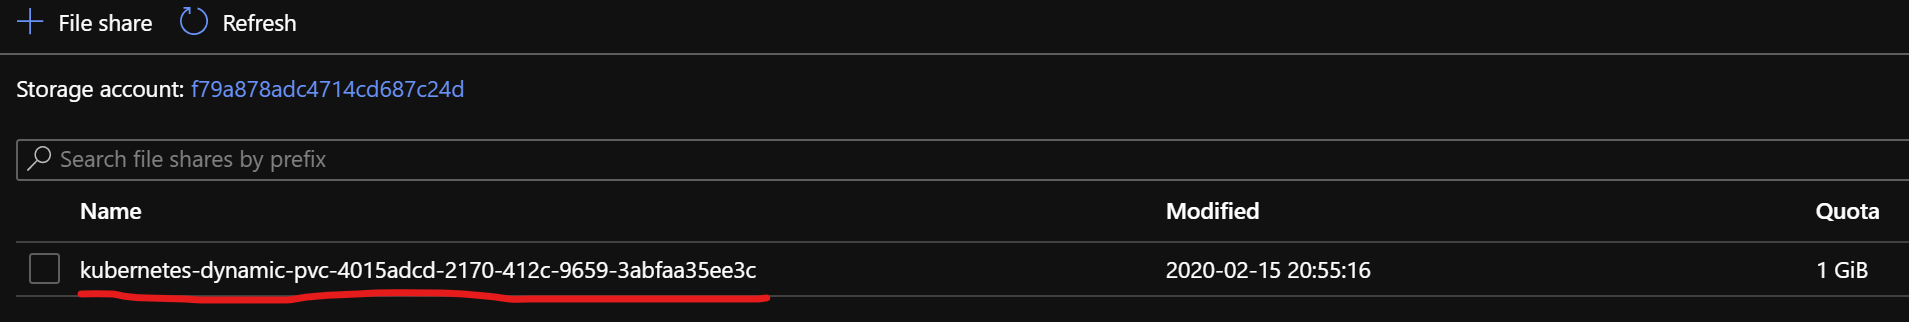 File share Refresh
Storage account: f79a878adc4714cd687c24d
Search file shares by prefix
Name Modified Quota
kubernetes-dynamic-pvc-4015adcd-2170-412c-9659-3abfaa35ee3c 2020-02-15 20:55:16 1 GiB